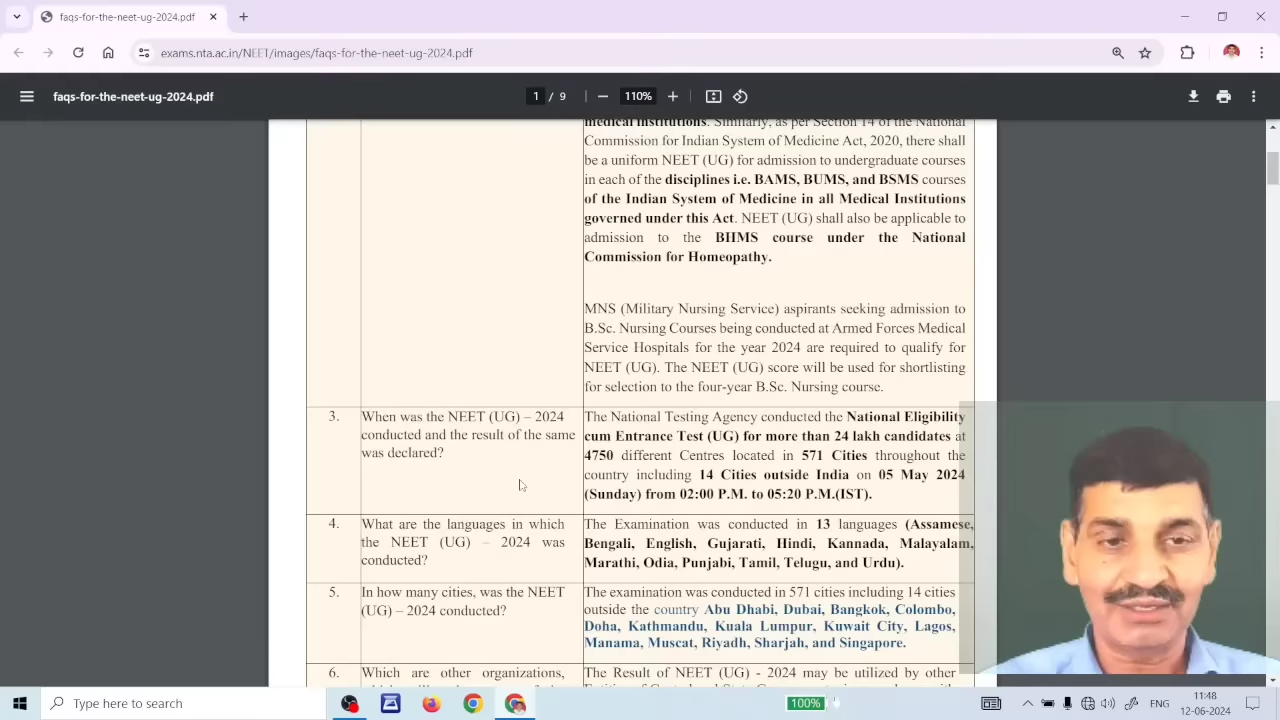 faqs-for-the-neet-ug-2024.pdf
exams.nta.ac.in/NEET/images/faqs-for-the-neet-ug-2024.pdf
faqs-for-the-neet-ug-2024.pdf
1 / 9
110%
medical institutions. Similarly, as per Section 14 of the National
Commission for Indian System of Medicine Act, 2020, there shall
be a uniform NEET (UG) for admission to undergraduate courses
in each of the disciplines i.e. BAMS, BUMS, and BSMS courses
of the Indian System of Medicine in all Medical Institutions
governed under this Act. NEET (UG) shall also be applicable to
admission to the BHMS course under the National
Commission for Homeopathy.
MNS (Military Nursing Service) aspirants seeking admission to
B.Sc. Nursing Courses being conducted at Armed Forces Medical
Service Hospitals for the year 2024 are required to qualify for
NEET (UG). The NEET (UG) score will be used for shortlisting
for selection to the four-year B.Sc. Nursing course.
3.
When was the NEET (UG) – 2024
conducted and the result of the same
was declared?
The National Testing Agency conducted the National Eligibility
cum Entrance Test (UG) for more than 24 lakh candidates at
4750 different Centres located in 571 Cities throughout the
country including 14 Cities outside India on 05 May 2024
(Sunday) from 02:00 P.M. to 05:20 P.M.(IST).
4.
What are the languages in which
the NEET (UG) – 2024 was
conducted?
The Examination was conducted in 13 languages (Assamese,
Bengali, English, Gujarati, Hindi, Kannada, Malayalam,
Marathi, Odia, Punjabi, Tamil, Telugu, and Urdu).
5.
In how many cities, was the NEET
(UG) – 2024 conducted?
The examination was conducted in 571 cities including 14 cities
outside the country Abu Dhabi, Dubai, Bangkok, Colombo,
Doha, Kathmandu, Kuala Lumpur, Kuwait City, Lagos,
Manama, Muscat, Riyadh, Sharjah, and Singapore.
6.
Which are other organizations,
The Result of NEET (UG) - 2024 may be utilized by other
Type here to search
100%
ENG
11:48
12-06-2024